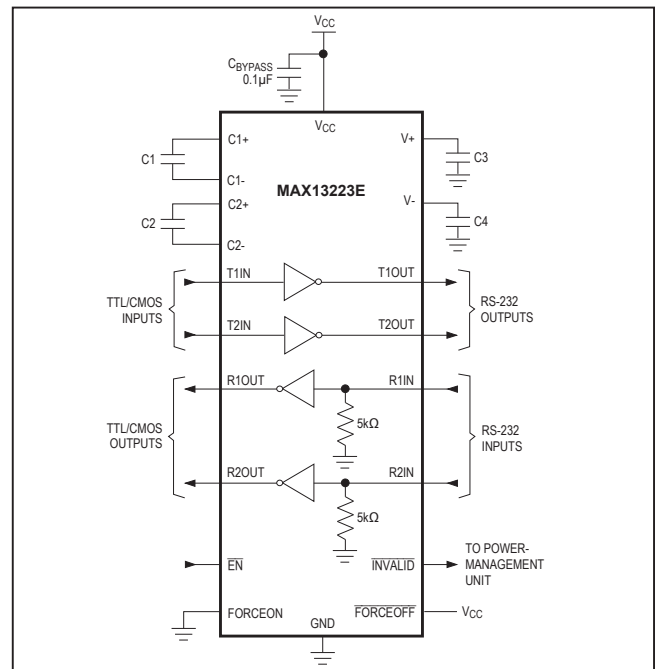 VCC
CBYPASS
0.1µF
VCC
C1+
C1
C1-
C2+
C2
C2-
V+
C3
V-
C4
MAX13223E
T1IN
T1OUT
TTL/CMOS
INPUTS
RS-232
OUTPUTS
T2IN
T2OUT
R1OUT
R1IN
5kΩ
TTL/CMOS
OUTPUTS
RS-232
INPUTS
R2OUT
R2IN
5kΩ
EN
INVALID
TO POWER-
MANAGEMENT
UNIT
FORCEON
FORCEOFF
VCC
GND